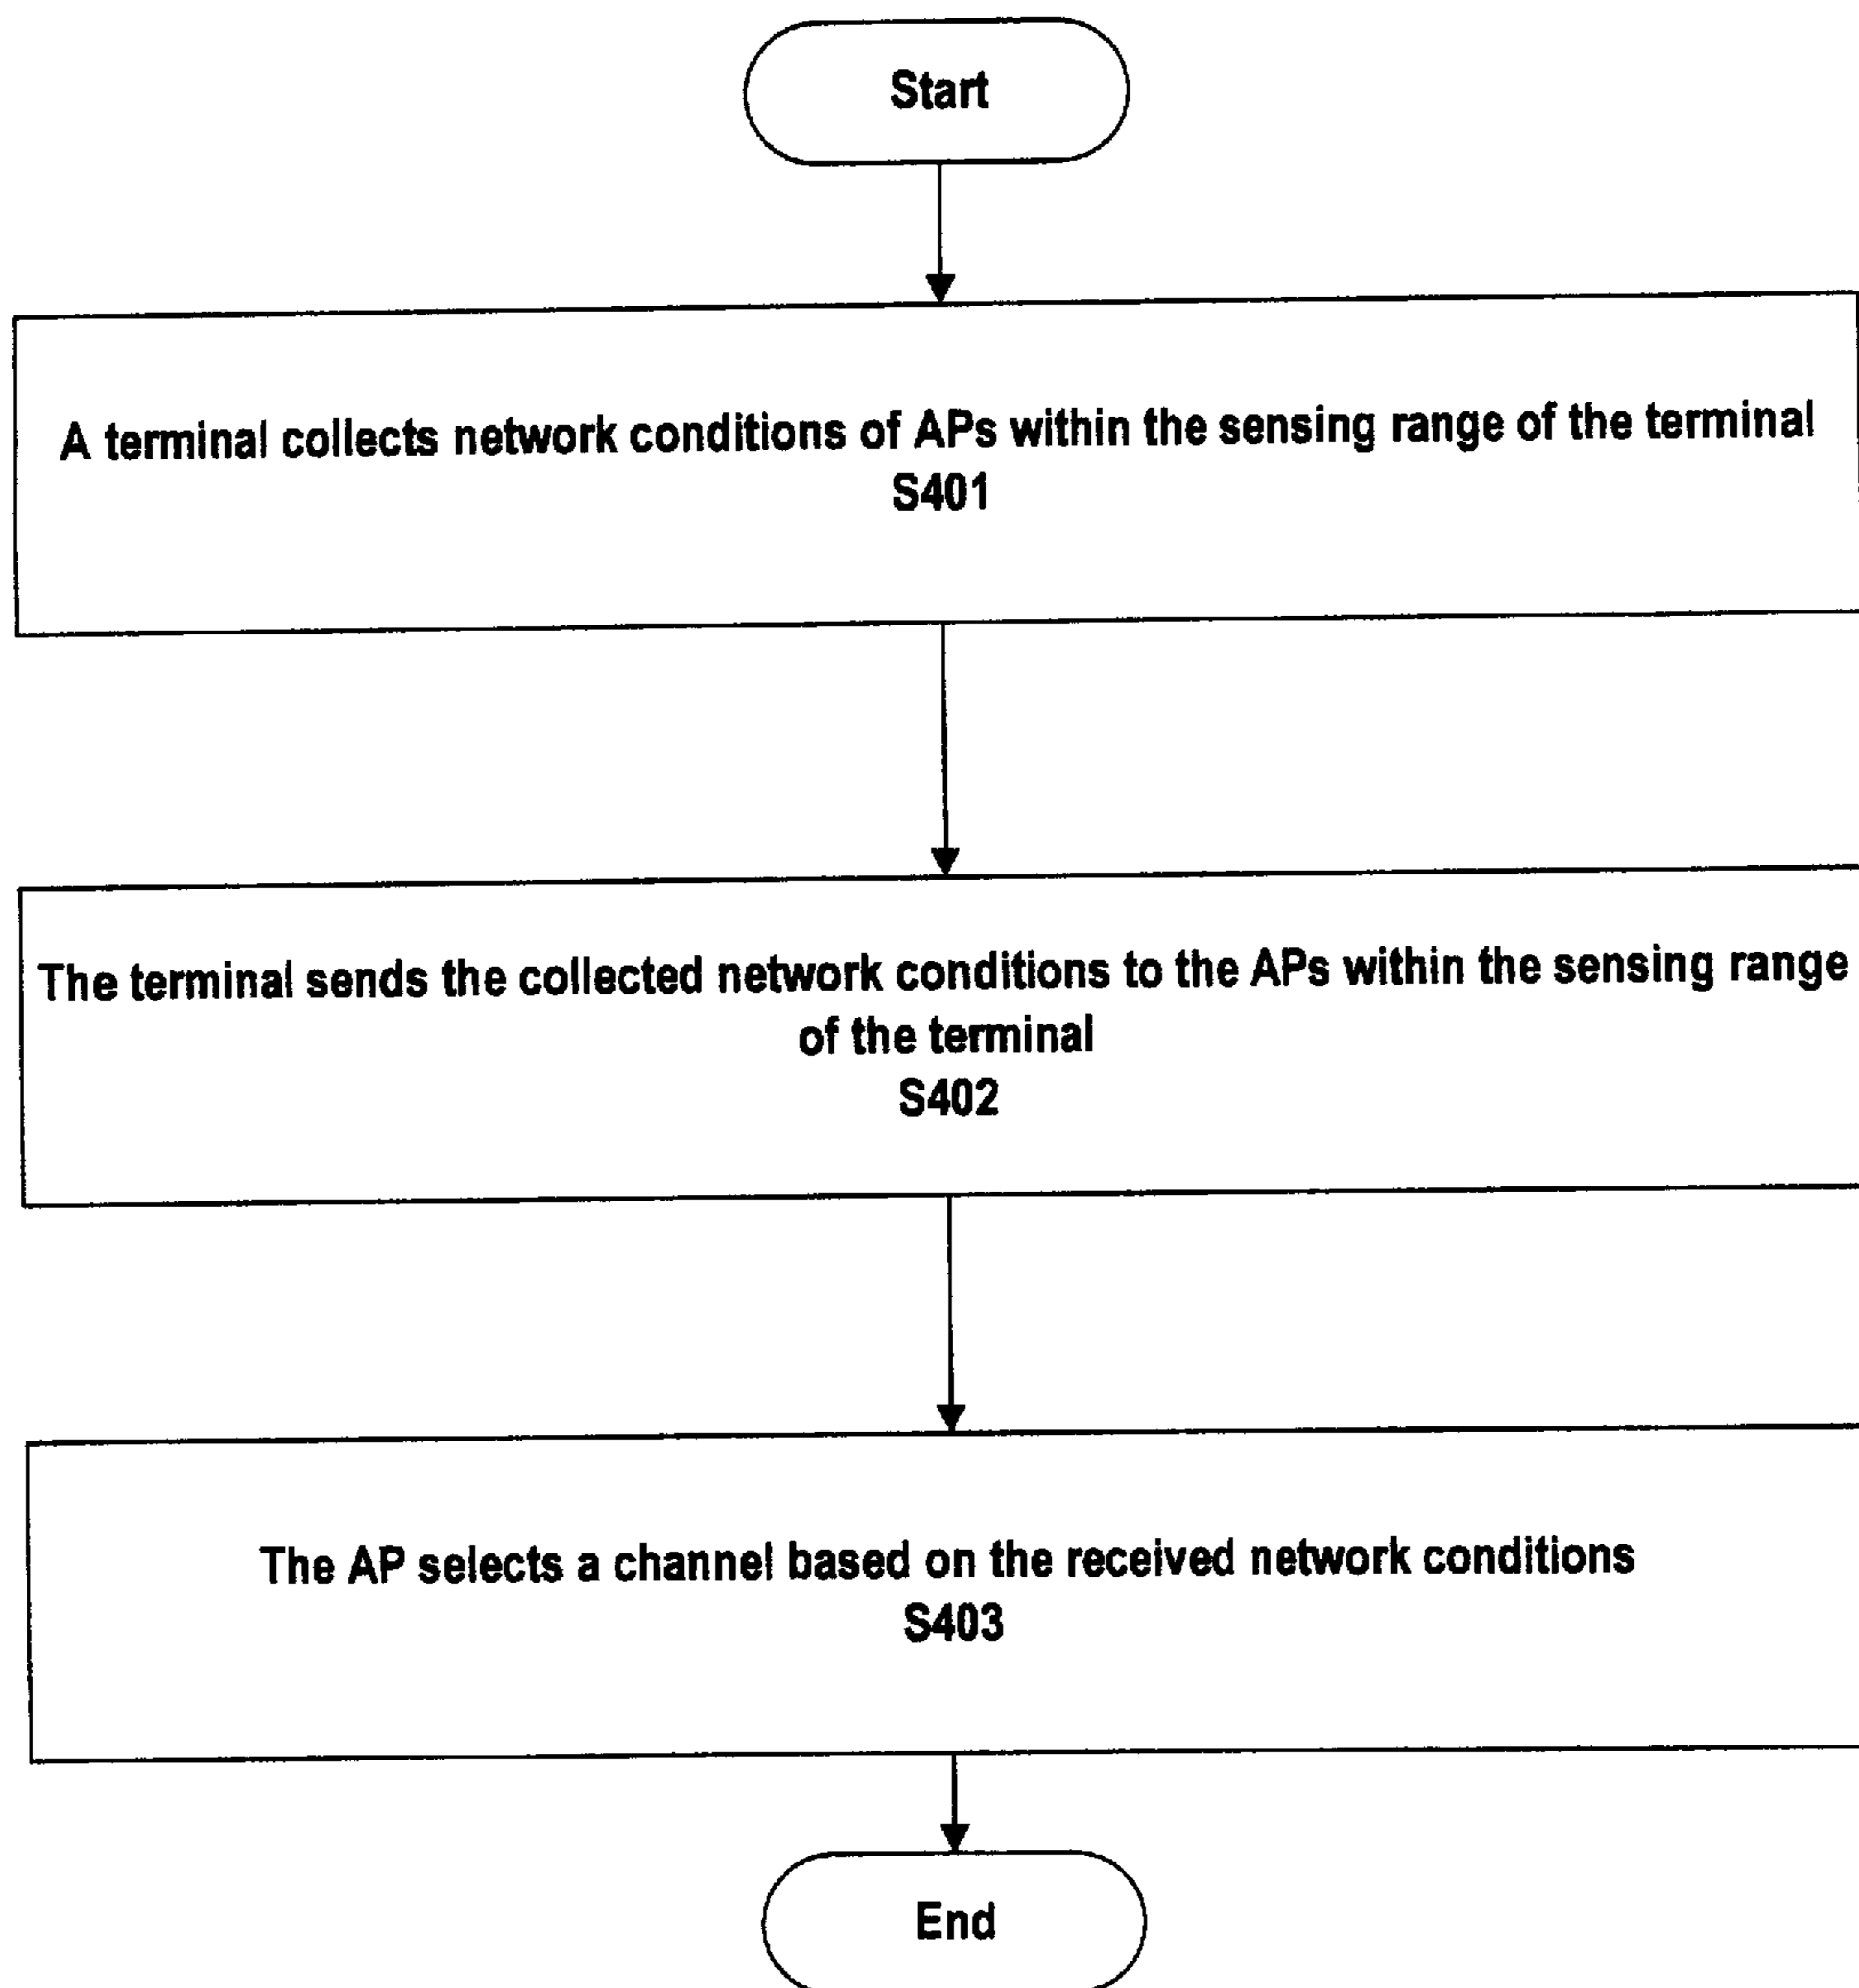 Start
A terminal collects network conditions of APs within the sensing range of the terminal
S401
The terminal sends the collected network conditions to the APs within the sensing range
of the terminal
S402
The AP selects a channel based on the received network conditions
S403
End